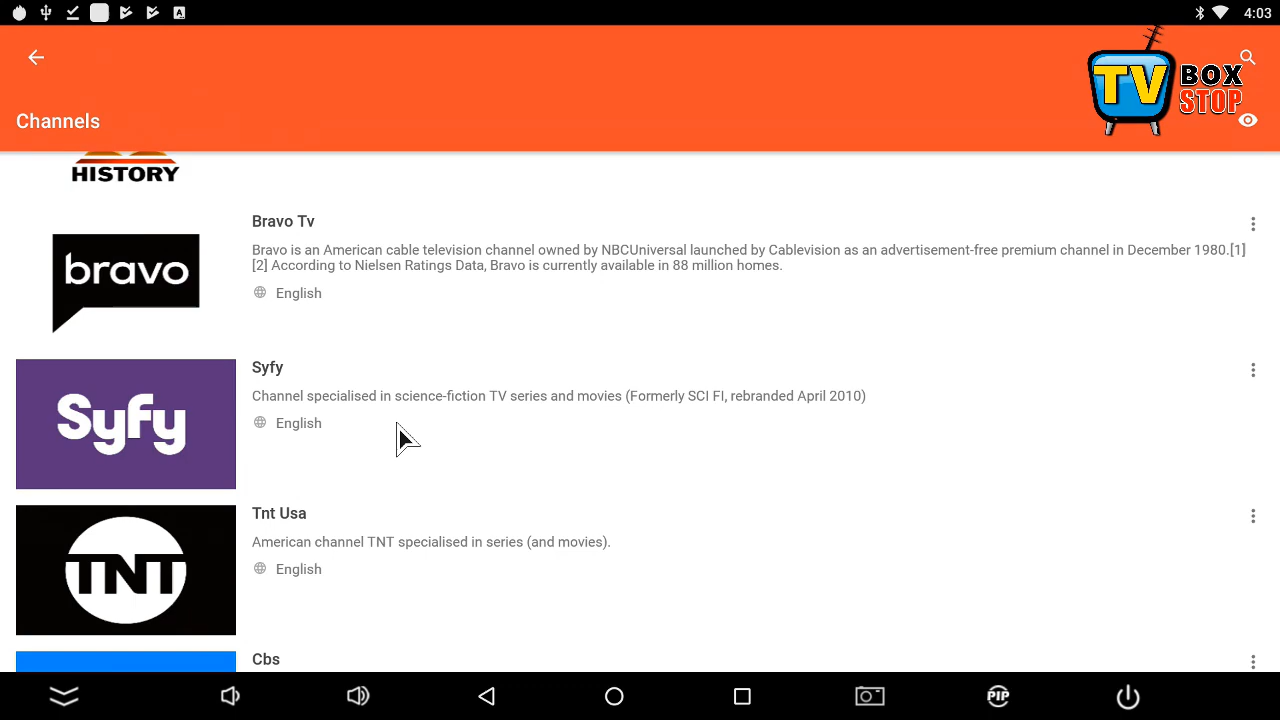 4:03
TV BOX
STOP
Channels
HISTORY
Bravo Tv
bravo
Bravo is an American cable television channel owned by NBCUniversal launched by Cablevision as an advertisement-free premium channel in December 1980.[1]
[2] According to Nielsen Ratings Data, Bravo is currently available in 88 million homes.
English
Syfy
Syfy
Channel specialised in science-fiction TV series and movies (Formerly SCI FI, rebranded April 2010)
English
Tnt Usa
TNT
American channel TNT specialised in series (and movies).
English
Cbs
PIP